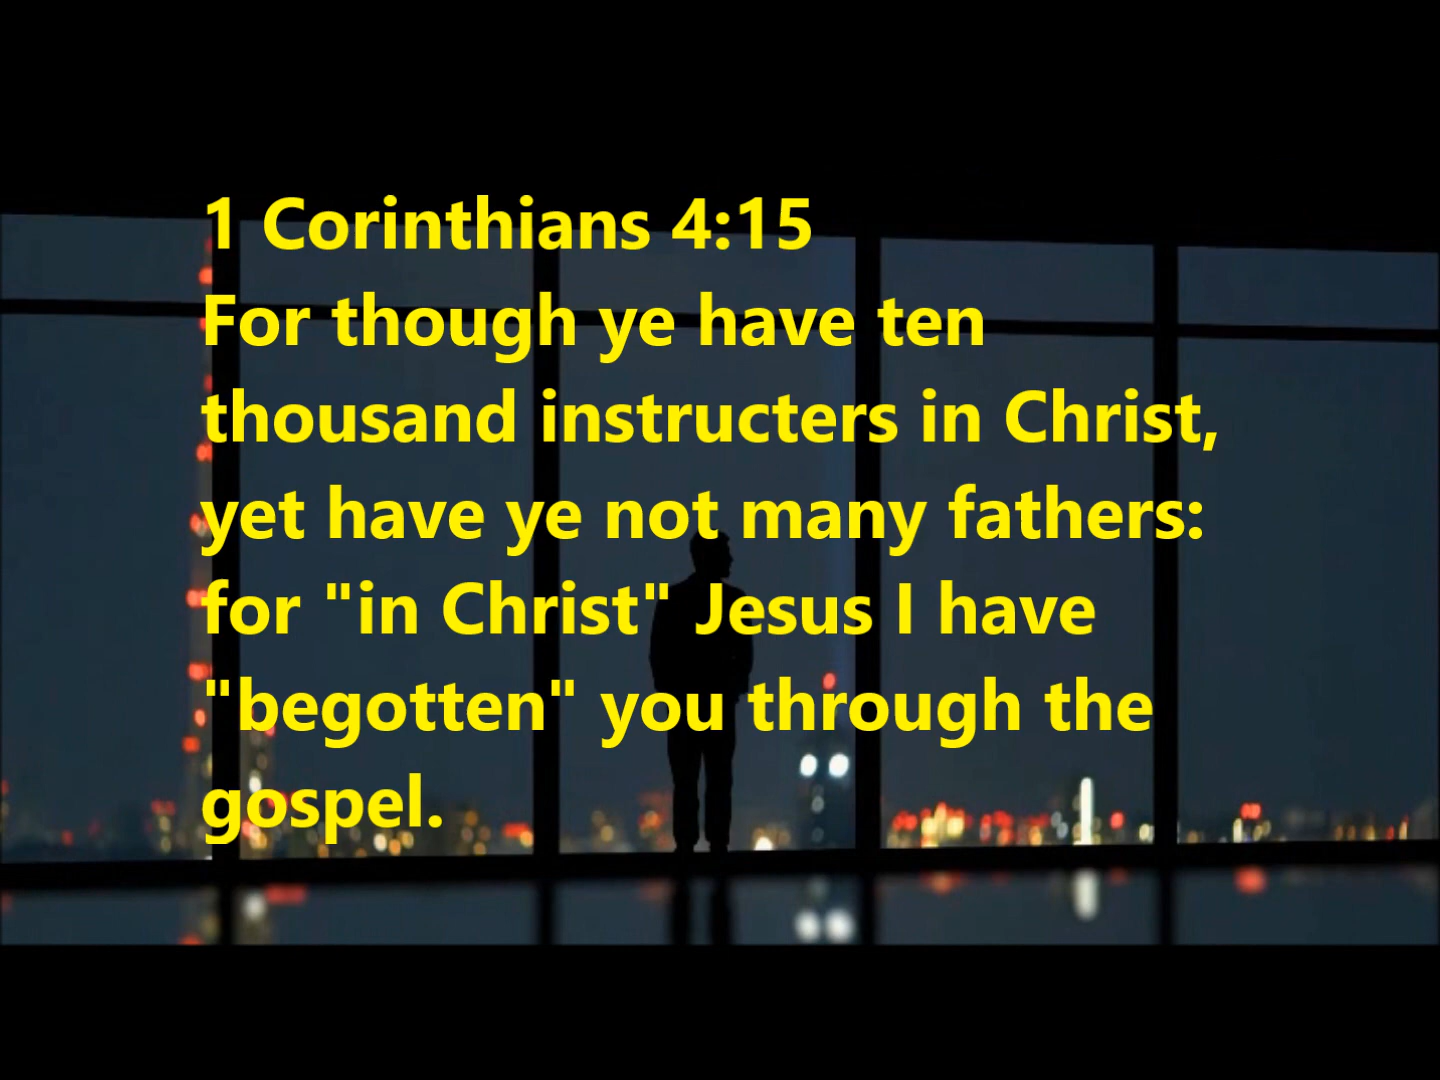 1 Corinthians 4:15
For though ye have ten
thousand instructers in Christ,
yet have ye not many fathers:
for "in Christ" Jesus I have
"begotten" you through the
gospel.